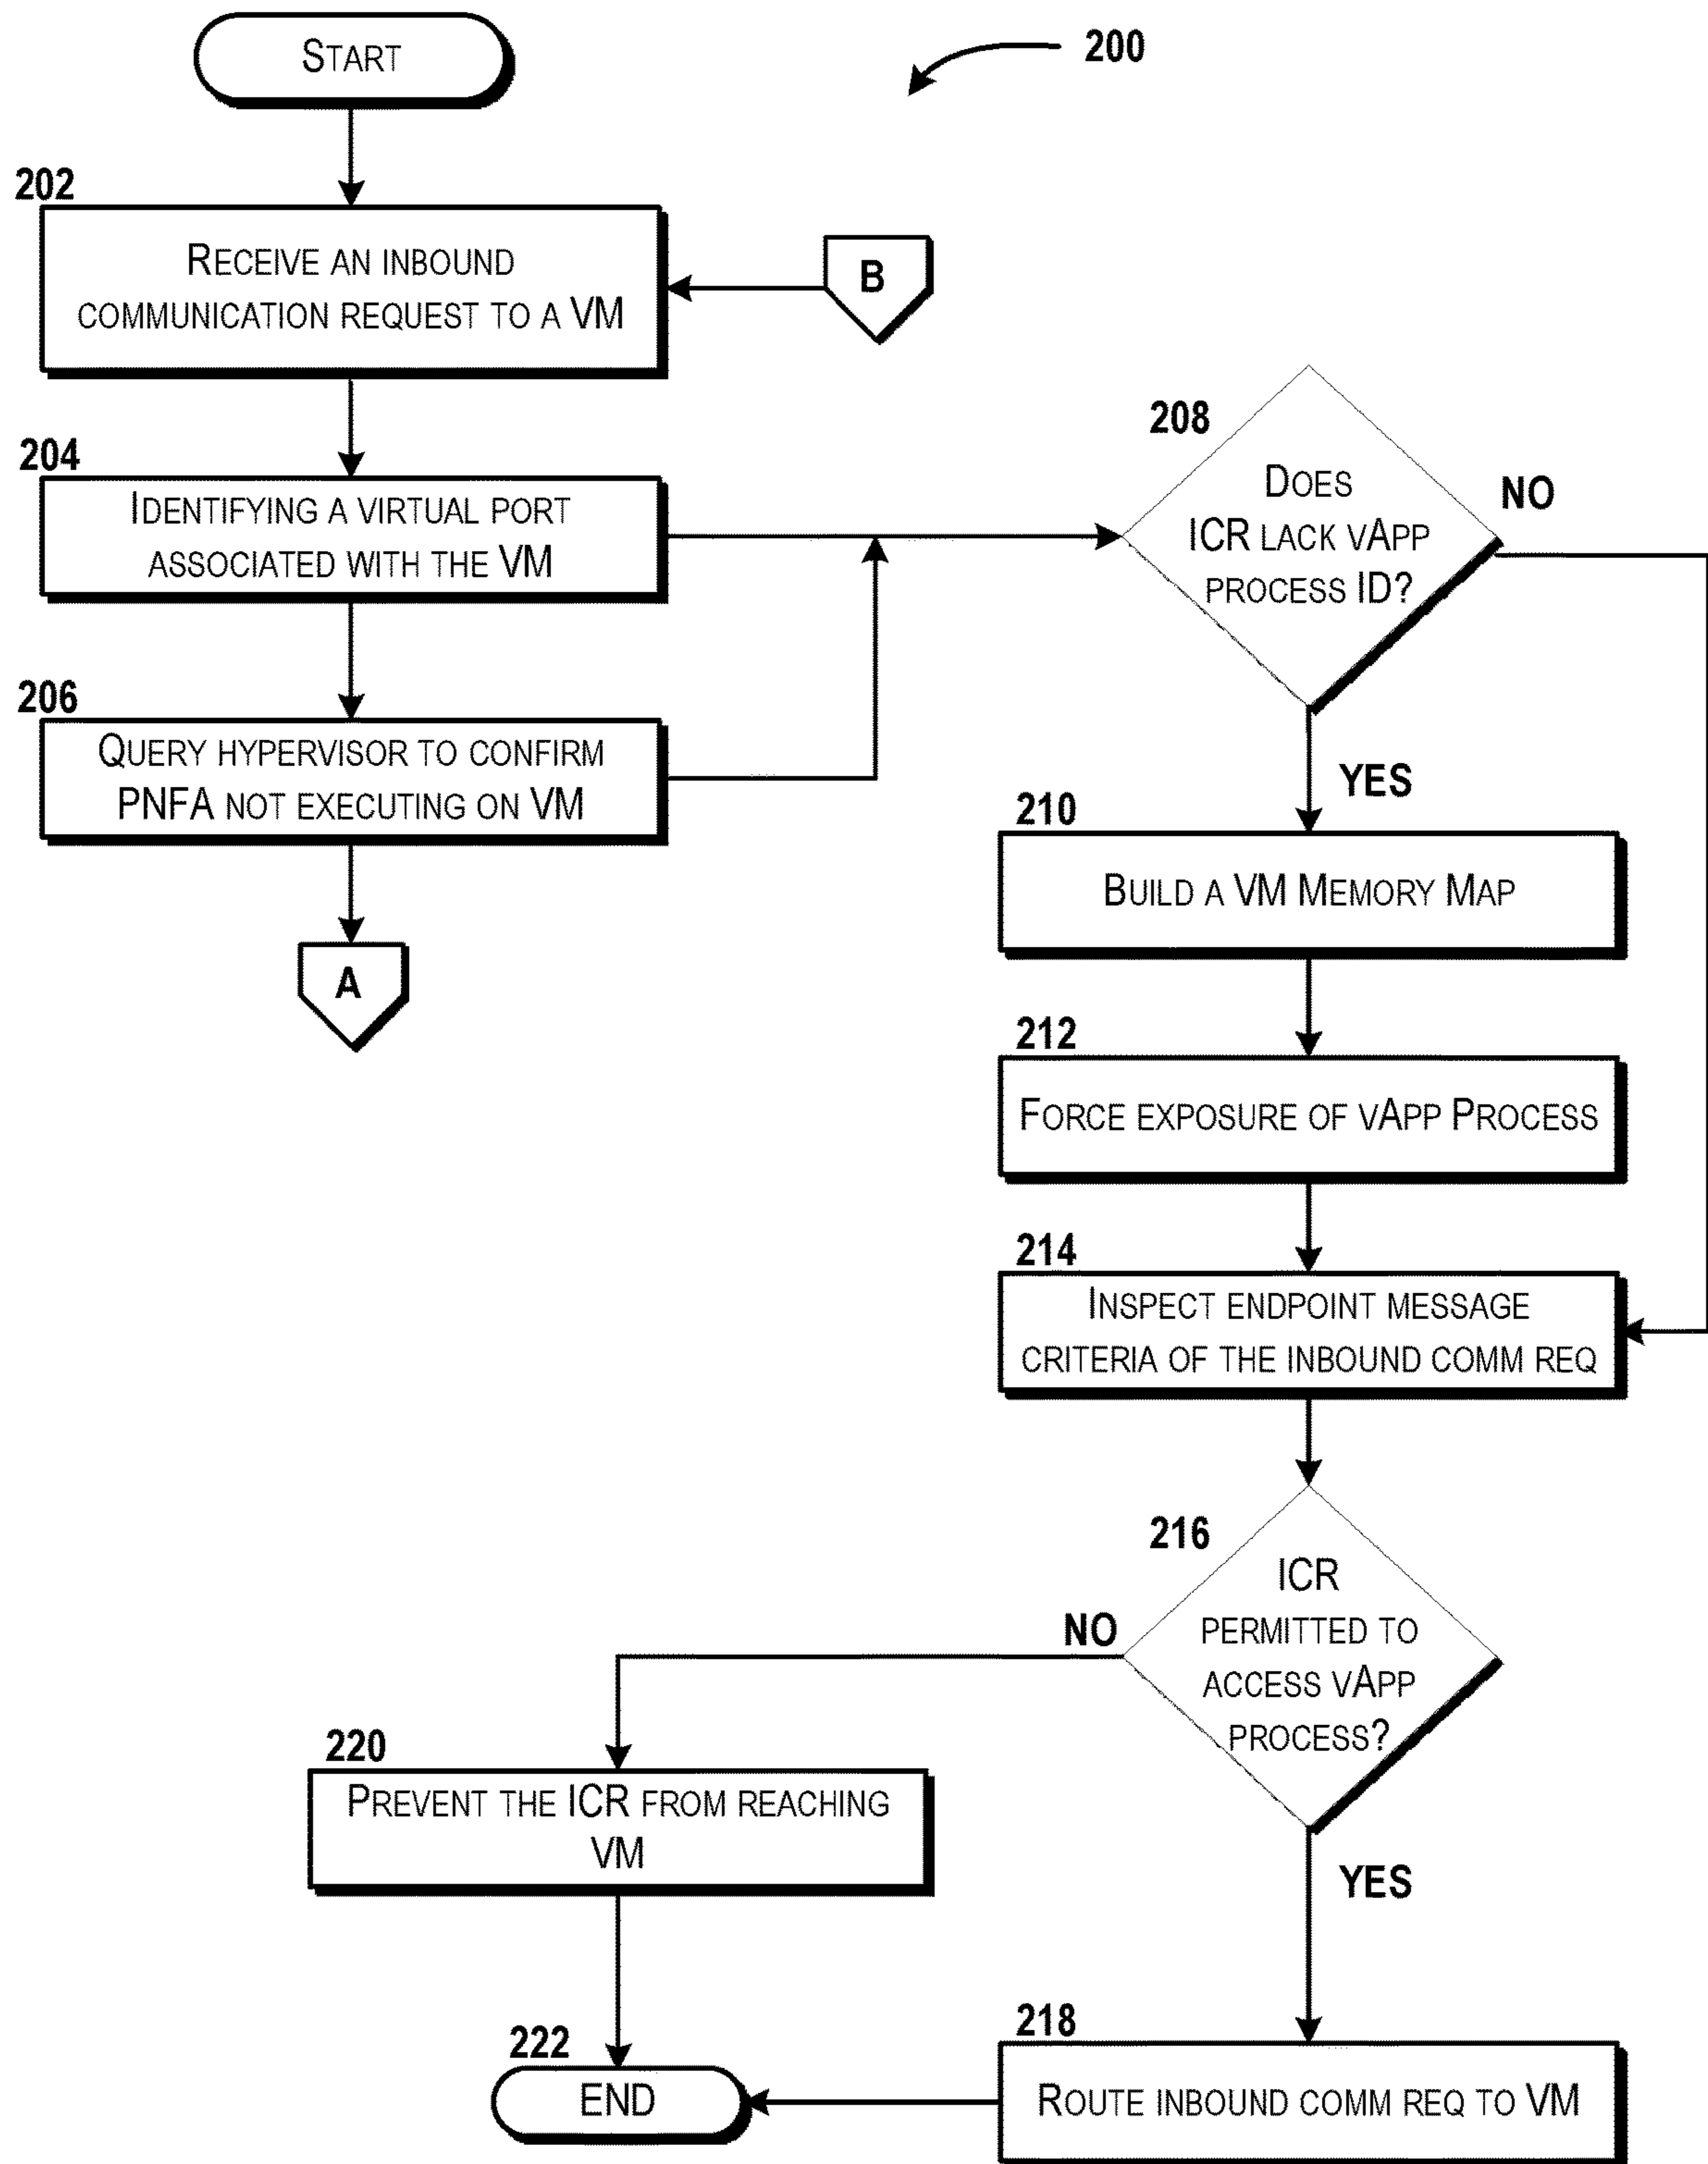 START
200
202
RECEIVE AN INBOUND
COMMUNICATION REQUEST TO A VM
B
204
IDENTIFYING A VIRTUAL PORT
ASSOCIATED WITH THE VM
206
QUERY HYPERVISOR TO CONFIRM
PNFA NOT EXECUTING ON VM
A
208
DOES
ICR LACK VAPP
PROCESS ID?
NO
YES
210
BUILD A VM MEMORY MAP
212
FORCE EXPOSURE OF VAPP PROCESS
214
INSPECT ENDPOINT MESSAGE
CRITERIA OF THE INBOUND COMM REQ
216
ICR
PERMITTED TO
ACCESS VAPP
PROCESS?
NO
YES
220
PREVENT THE ICR FROM REACHING
VM
218
ROUTE INBOUND COMM REQ TO VM
222
END